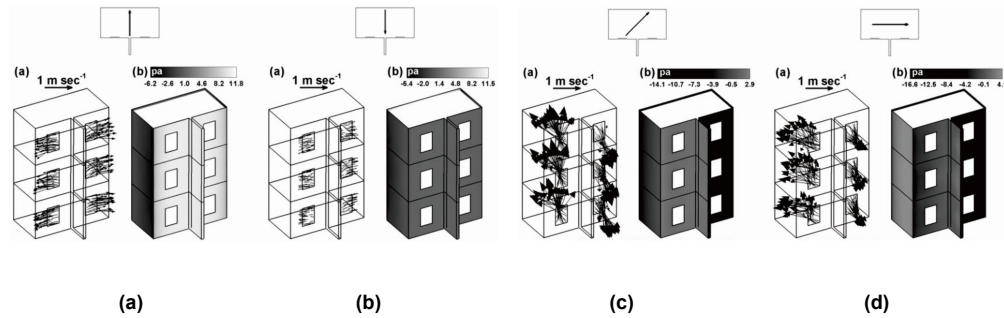 (a) 1 m sec⁻¹ (b) pa
-6.2 -2.6 1.0 4.6 8.2 11.8
(a) 1 m sec⁻¹ (b) pa
-5.4 -2.0 1.4 4.8 8.2 11.5
(a) 1 m sec⁻¹ (b) pa
-14.1 -10.7 -7.3 -3.9 -0.5 2.9
(a) 1 m sec⁻¹ (b) pa
-16.6 -12.5 -8.4 -4.2 -0.1
(a) (b) (c) (d)